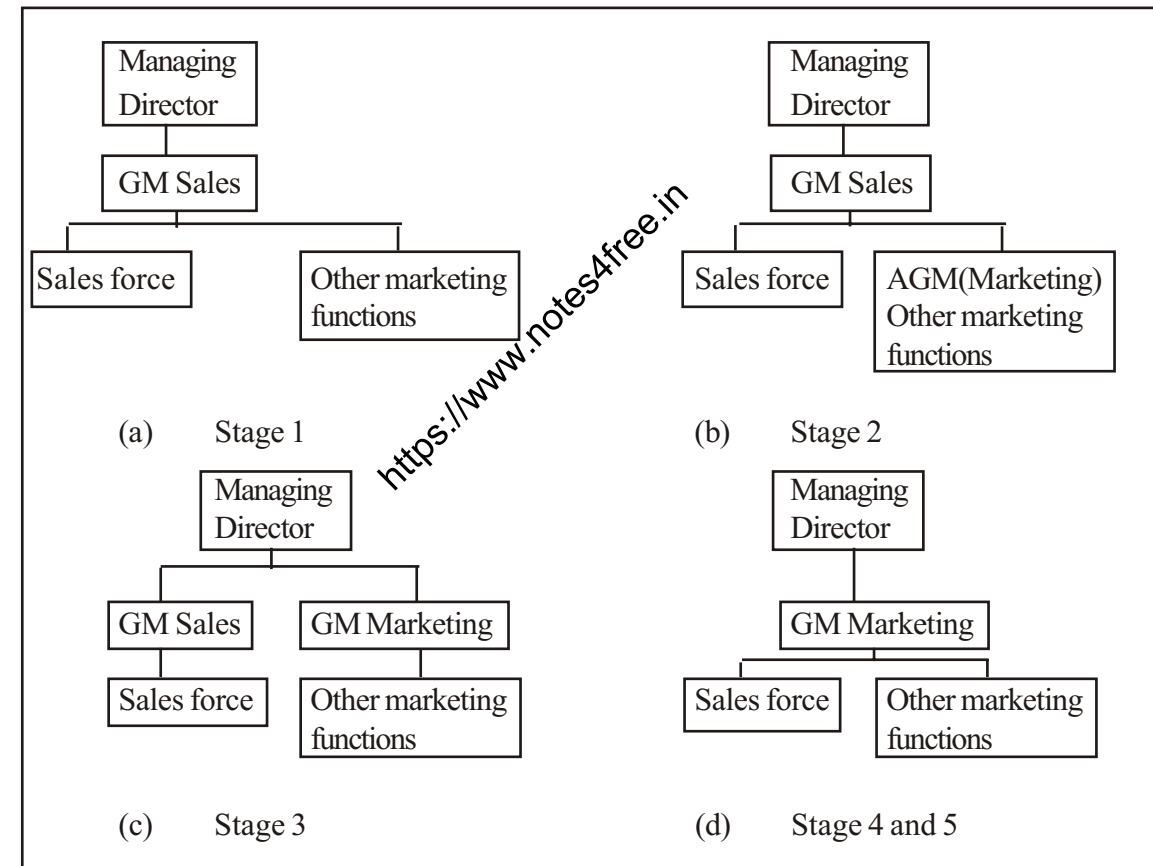 Managing
Director
GM Sales
Sales force
Other marketing
functions
(a) Stage 1
Managing
Director
GM Sales
Sales force
AGM(Marketing)
Other marketing
functions
(b) Stage 2
https://www.notes4free.in
Managing
Director
GM Sales
GM Marketing
Sales force
Other marketing
functions
(c) Stage 3
Managing
Director
GM Marketing
Sales force
Other marketing
functions
(d) Stage 4 and 5